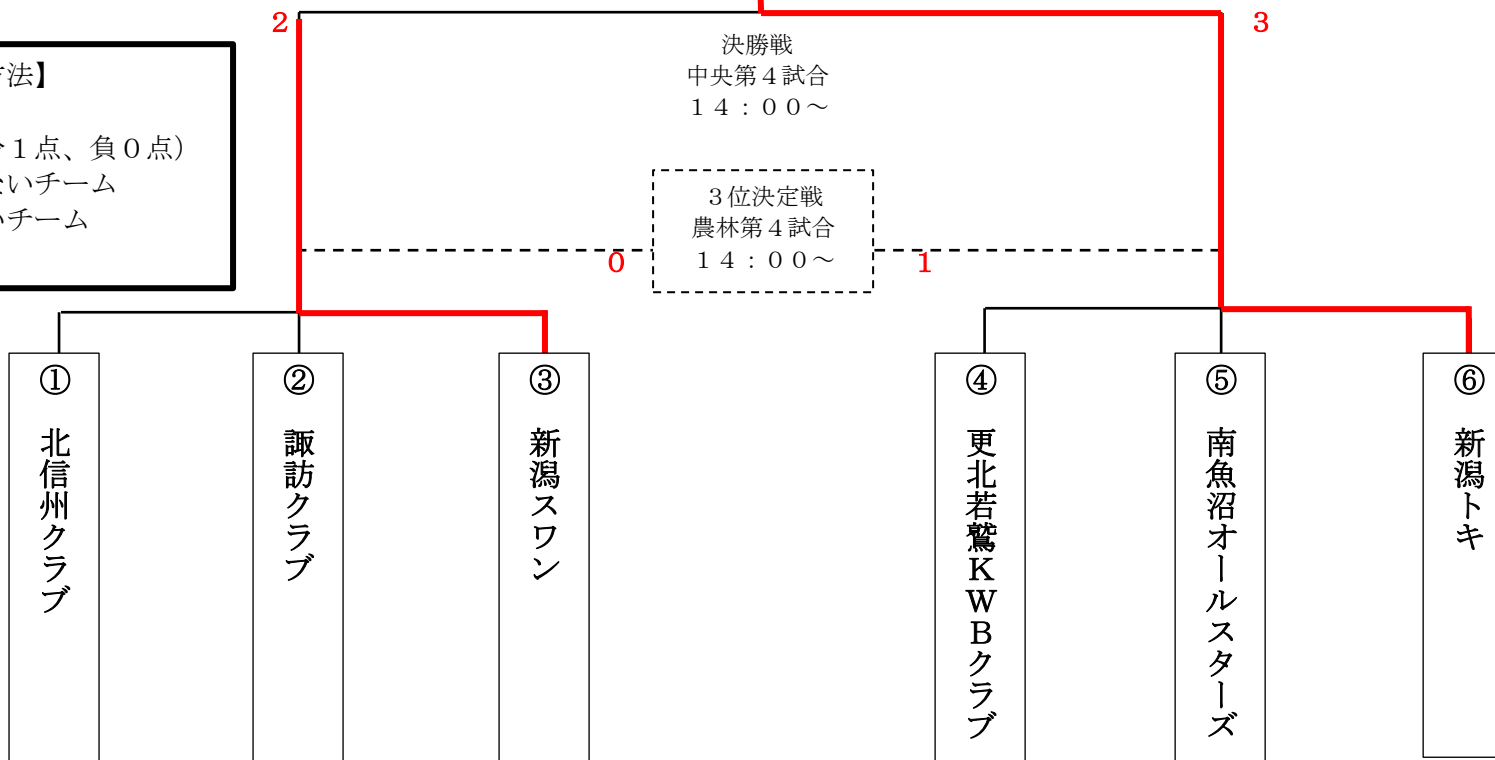 2
3
決勝戦
中央第４試合
１４：００～
法】
１点、負０点）
ないチーム
いチーム
３位決定戦
農林第４試合
１４：００～
0
1
① 北信州クラブ
② 諏訪クラブ
③ 新潟スワン
④ 更北若鷲ＫＷＢクラブ
⑤ 南魚沼オールスターズ
⑥ 新潟トキ